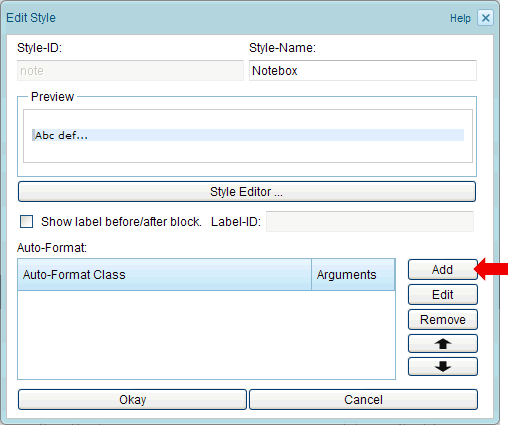 Edit Style Help
Style-ID: Style-Name:
note Notebox
Preview
Abc def...
Style Editor ...
Show label before/after block. Label-ID:
Auto-Format:
Auto-Format Class Arguments
Add
Edit
Remove
Okay Cancel